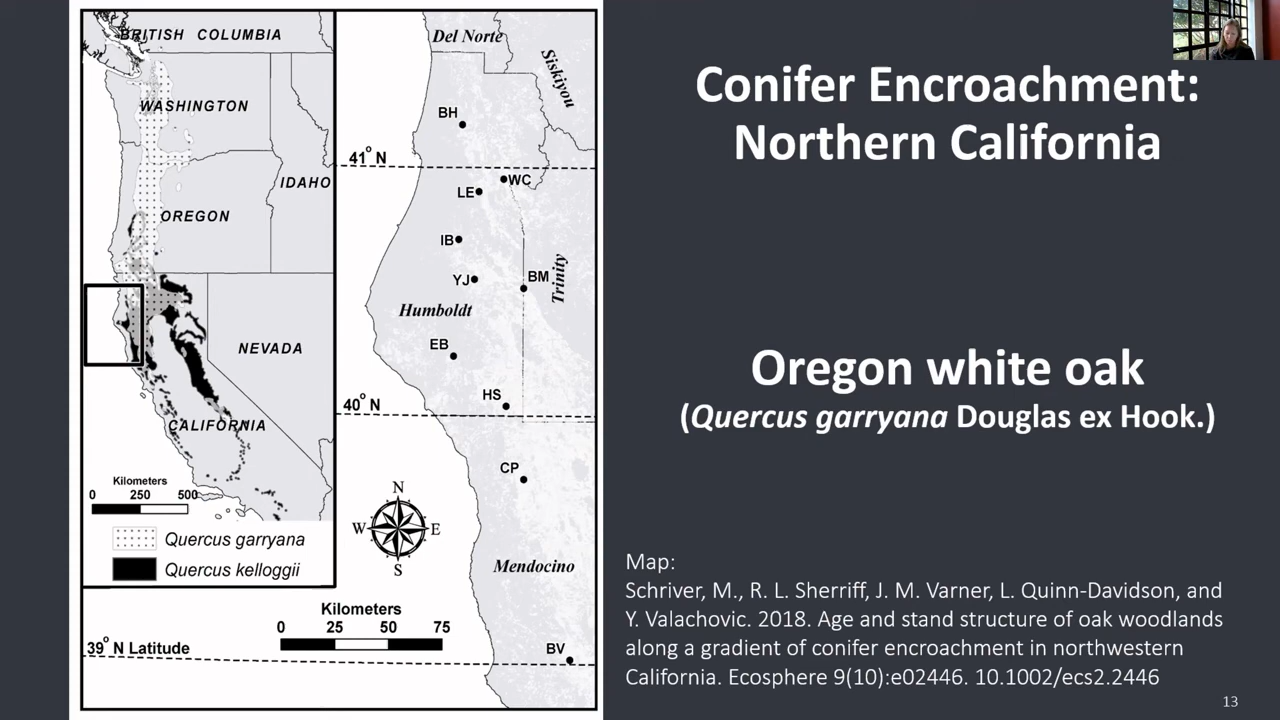 Conifer Encroachment:
Northern California
Oregon white oak
(Quercus garryana Douglas ex Hook.)
Map:
Schriver, M., R. L. Sherriff, J. M. Varner, L. Quinn-Davidson, and
Y. Valachovic. 2018. Age and stand structure of oak woodlands
along a gradient of conifer encroachment in northwestern
California. Ecosphere 9(10):e02446. 10.1002/ecs2.2446
13
BRITISH COLUMBIA
WASHINGTON
IDAHO
OREGON
NEVADA
CALIFORNIA
Kilometers
0 250 500
Quercus garryana
Quercus kelloggii
Del Norte
Siskiyou
BH
41° N
WC
LE
IB
YJ
BM
Trinity
Humboldt
EB
HS
40° N
CP
N
W E
S
Mendocino
Kilometers
0 25 50 75
39° N Latitude
BV